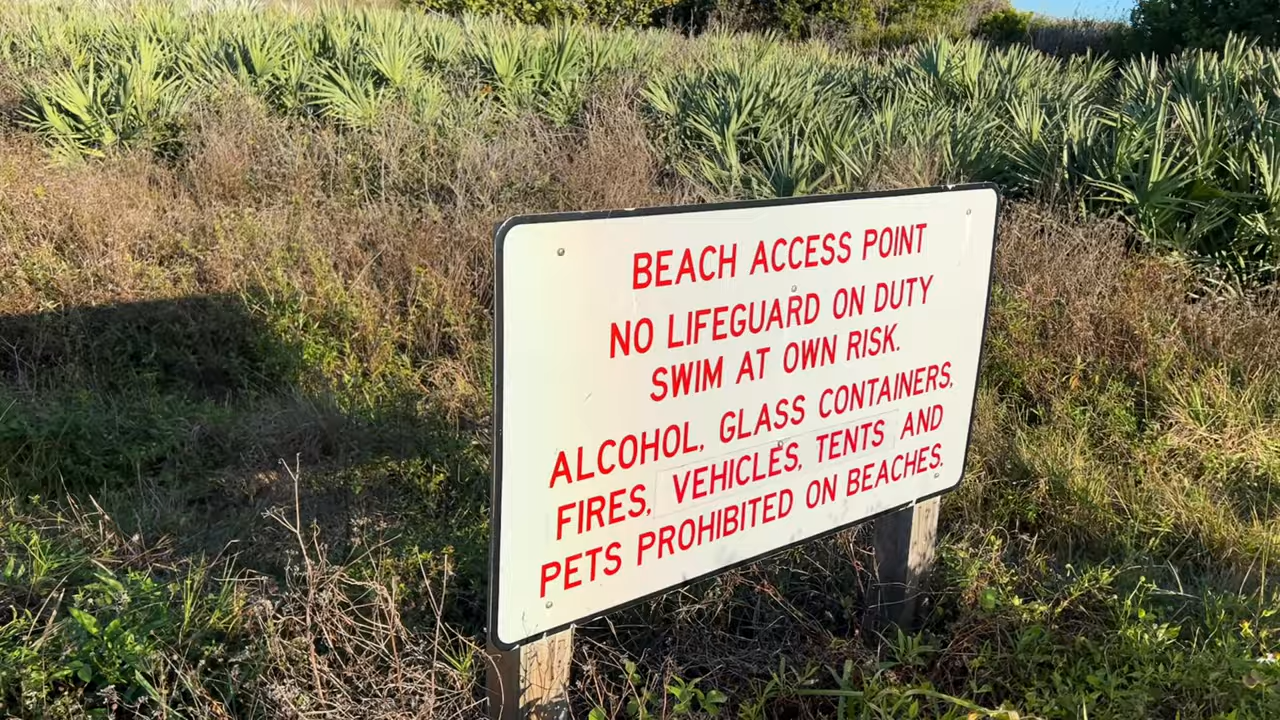 BEACH ACCESS POINT
NO LIFEGUARD ON DUTY
SWIM AT OWN RISK.
ALCOHOL, GLASS CONTAINERS,
FIRES, VEHICLES, TENTS AND
PETS PROHIBITED ON BEACHES.